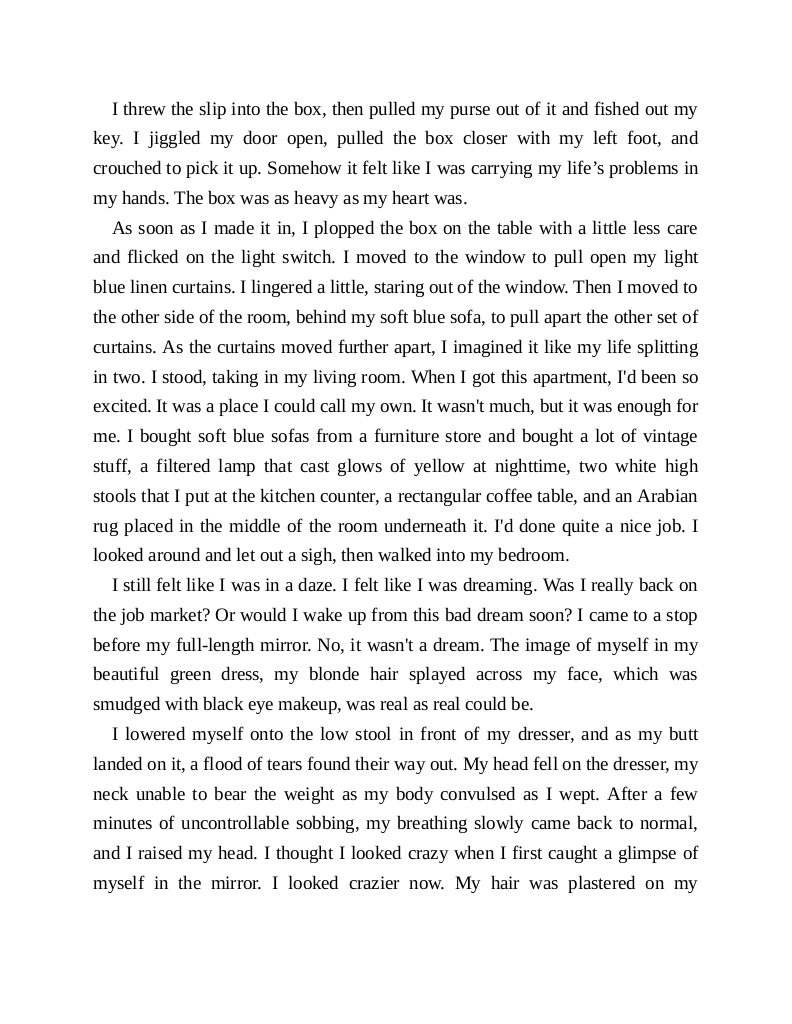 I threw the slip into the box, then pulled my purse out of it and fished out my
key. I jiggled my door open, pulled the box closer with my left foot, and
crouched to pick it up. Somehow it felt like I was carrying my life’s problems in
my hands. The box was as heavy as my heart was.
As soon as I made it in, I plopped the box on the table with a little less care
and flicked on the light switch. I moved to the window to pull open my light
blue linen curtains. I lingered a little, staring out of the window. Then I moved to
the other side of the room, behind my soft blue sofa, to pull apart the other set of
curtains. As the curtains moved further apart, I imagined it like my life splitting
in two. I stood, taking in my living room. When I got this apartment, I'd been so
excited. It was a place I could call my own. It wasn't much, but it was enough for
me. I bought soft blue sofas from a furniture store and bought a lot of vintage
stuff, a filtered lamp that cast glows of yellow at nighttime, two white high
stools that I put at the kitchen counter, a rectangular coffee table, and an Arabian
rug placed in the middle of the room underneath it. I'd done quite a nice job. I
looked around and let out a sigh, then walked into my bedroom.
I still felt like I was in a daze. I felt like I was dreaming. Was I really back on
the job market? Or would I wake up from this bad dream soon? I came to a stop
before my full-length mirror. No, it wasn't a dream. The image of myself in my
beautiful green dress, my blonde hair splayed across my face, which was
smudged with black eye makeup, was real as real could be.
I lowered myself onto the low stool in front of my dresser, and as my butt
landed on it, a flood of tears found their way out. My head fell on the dresser, my
neck unable to bear the weight as my body convulsed as I wept. After a few
minutes of uncontrollable sobbing, my breathing slowly came back to normal,
and I raised my head. I thought I looked crazy when I first caught a glimpse of
myself in the mirror. I looked crazier now. My hair was plastered on my